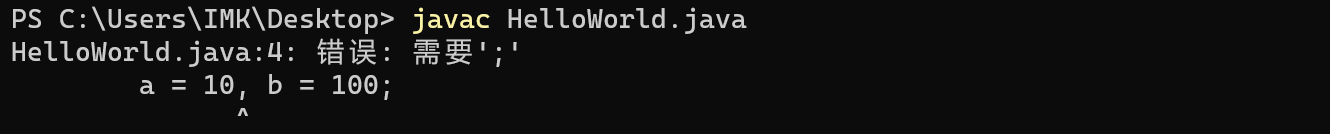 PS C:\Users\IMK\Desktop> javac HelloWorld.java
HelloWorld.java:4: 错误: 需要';'
        a = 10, b = 100;
              ^